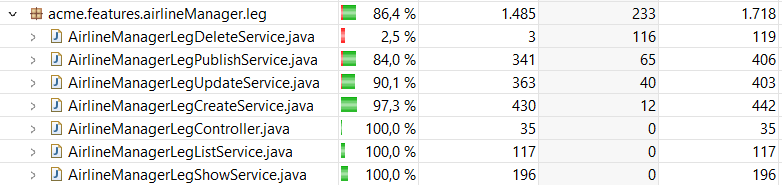 acme.features.airlineManager.leg 86,4 % 1.485 233 1.718
AirlineManagerLegDeleteService.java 2,5 % 3 116 119
AirlineManagerLegPublishService.java 84,0 % 341 65 406
AirlineManagerLegUpdateService.java 90,1 % 363 40 403
AirlineManagerLegCreateService.java 97,3 % 430 12 442
AirlineManagerLegController.java 100,0 % 35 0 35
AirlineManagerLegListService.java 100,0 % 117 0 117
AirlineManagerLegShowService.java 100,0 % 196 0 196